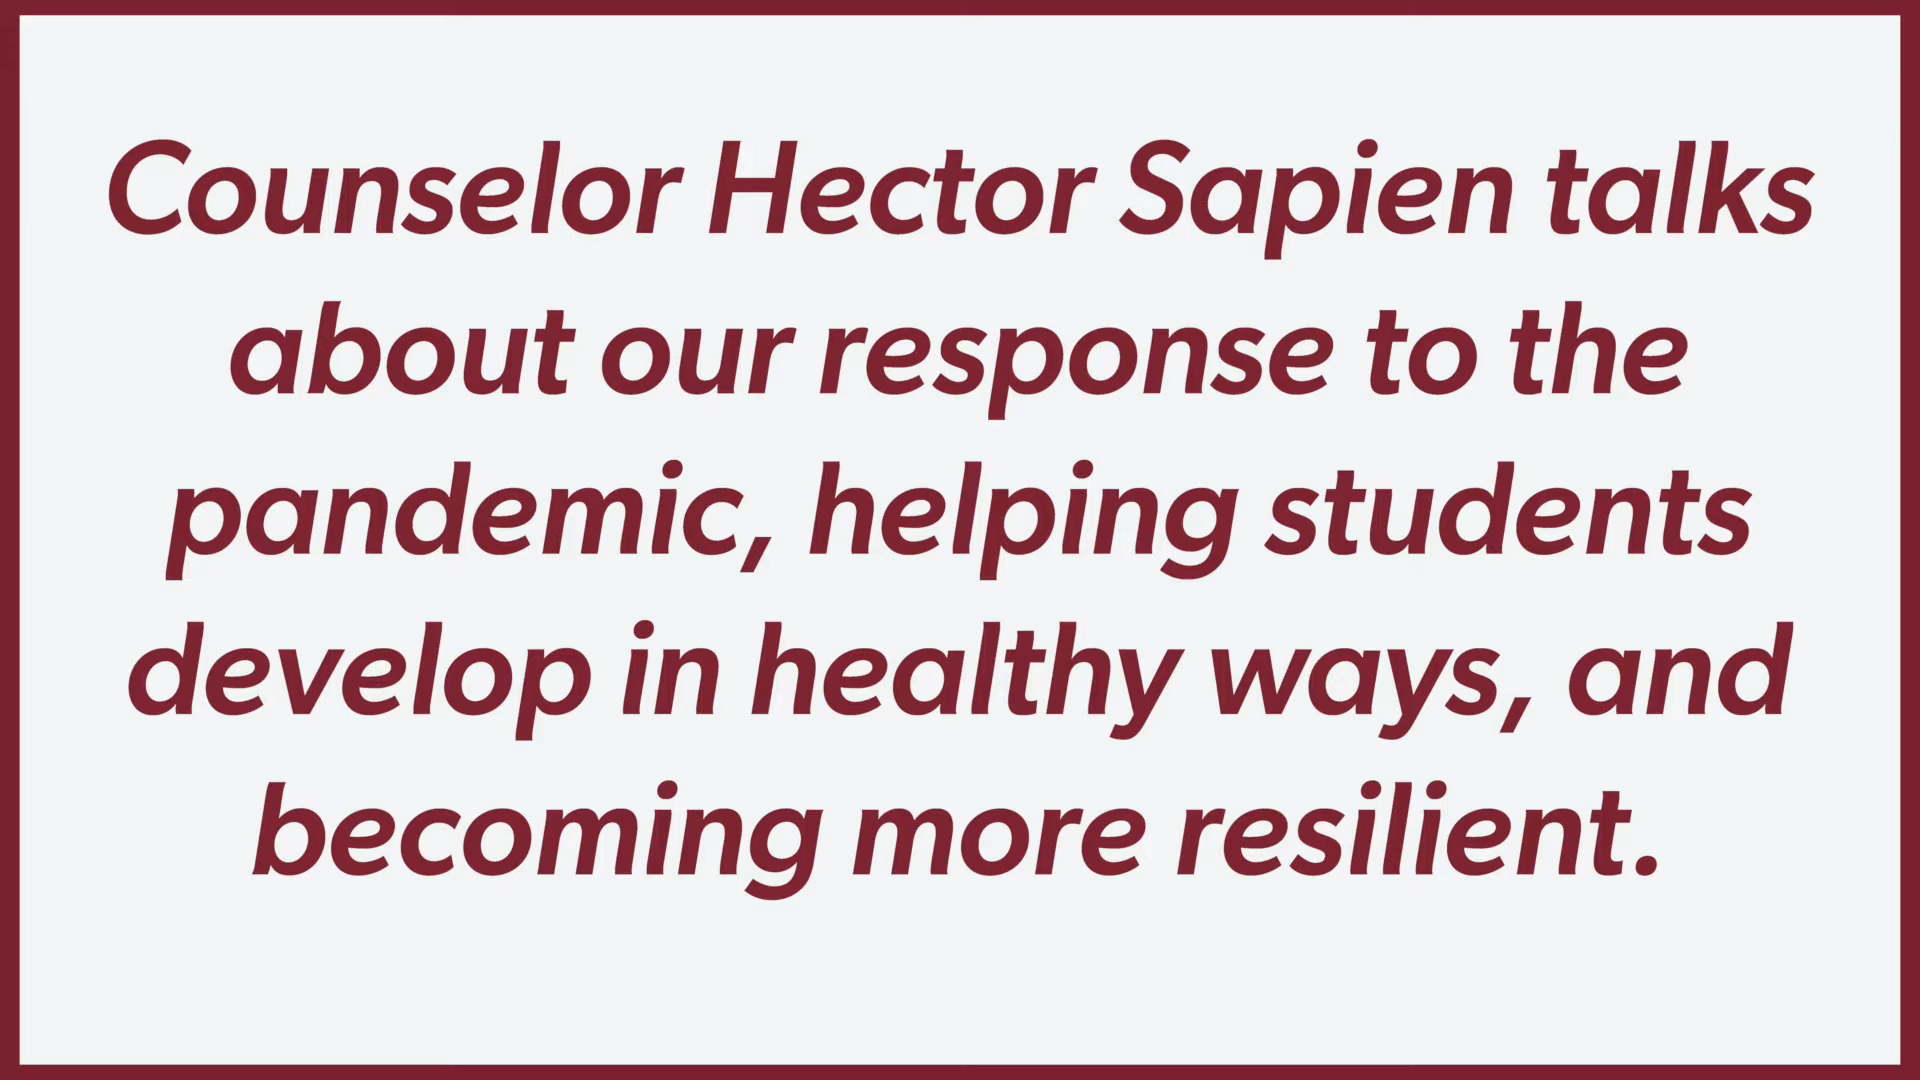 Counselor Hector Sapien talks
about our response to the
pandemic, helping students
develop in healthy ways, and
becoming more resilient.